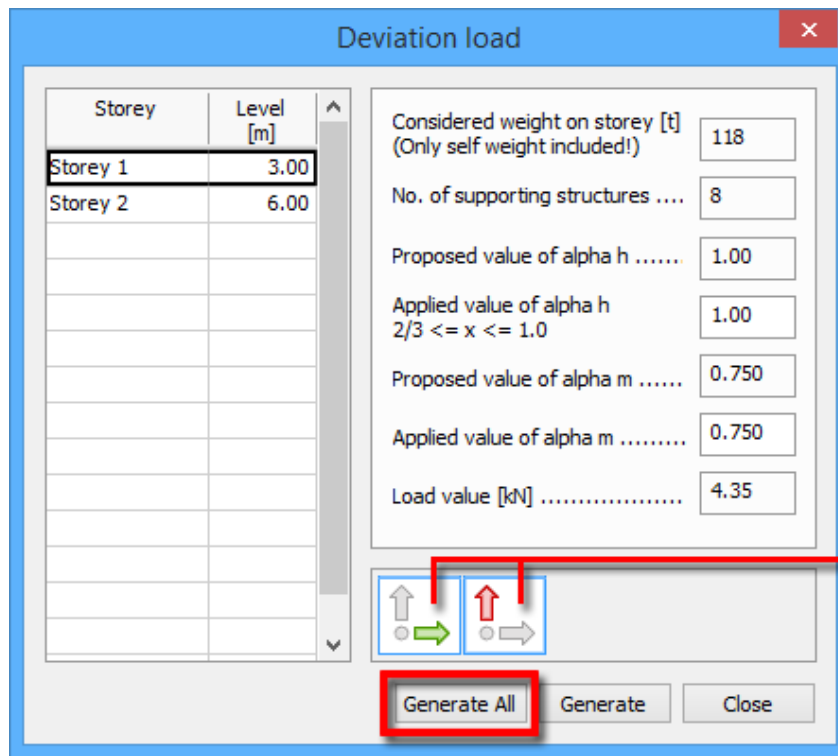 Deviation load
Storey Level
[m]
Storey 1 3.00
Storey 2 6.00
Considered weight on storey [t]
(Only self weight included!) 118
No. of supporting structures .... 8
Proposed value of alpha h ...... 1.00
Applied value of alpha h
2/3 <= x <= 1.0 1.00
Proposed value of alpha m ...... 0.750
Applied value of alpha m ......... 0.750
Load value [kN] ................... 4.35
Generate All Generate Close